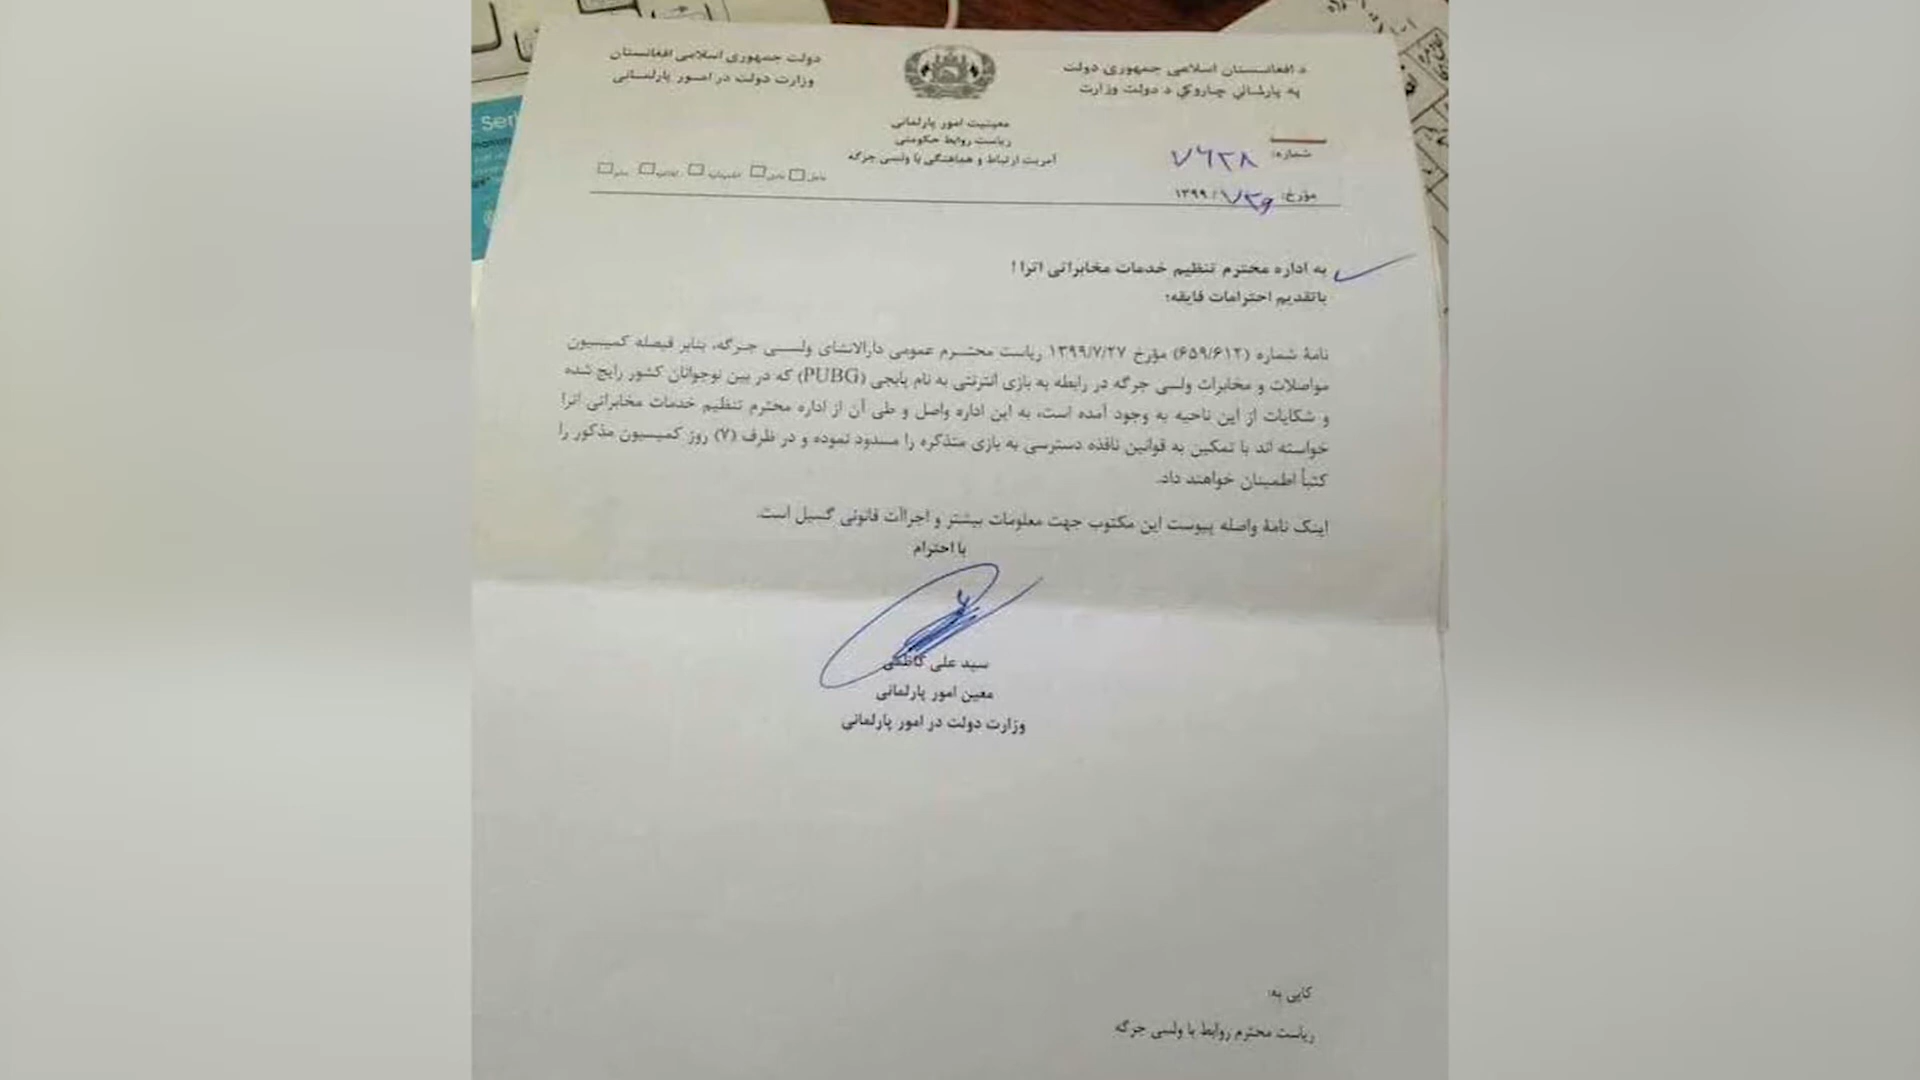 د افغانستان اسلامی جمهوری دولت
په پارلمانی چاروکې د دولت وزارت
دولت جمهوری اسلامی افغانستان
وزارت دولت در امور پارلمانی
معینیت امور پارلمانی
ریاست روابط حکومتی
آمریت ارتباط و هماهنگی با ولسی جرگه
شماره: ۷۶۲۸
مؤرخ: ۱۳۹۹/۷/۲۹
به اداره محترم تنظیم خدمات مخابراتی اترا!
باتقدیم احترامات فایقه؛
نامهٔ شماره (۶۵۹/۶۱۲) مؤرخ ۱۳۹۹/۷/۲۷ ریاست محترم عمومی دارالانشای ولسی جرگه، بنابر فیصله کمیسیون
مواصلات و مخابرات ولسی جرگه در رابطه به بازی انترنتی به نام پابجی (PUBG) که در بین نوجوانان کشور رایج شده
و شکایات از این ناحیه به وجود آمده است، به این اداره واصل و طی آن از اداره محترم تنظیم خدمات مخابراتی اترا
خواسته اند با تمکین به قوانین نافذه دسترسی به بازی متذکره را مسدود نموده و در ظرف (۷) روز کمیسیون مذکور را
کتباً اطمینان خواهند داد.
اینک نامهٔ واصله پیوست این مکتوب جهت معلومات بیشتر و اجراآت قانونی گسیل است.
با احترام
سید علی کاظمی
معین امور پارلمانی
وزارت دولت در امور پارلمانی
کاپی به:
ریاست محترم روابط با ولسی جرگه